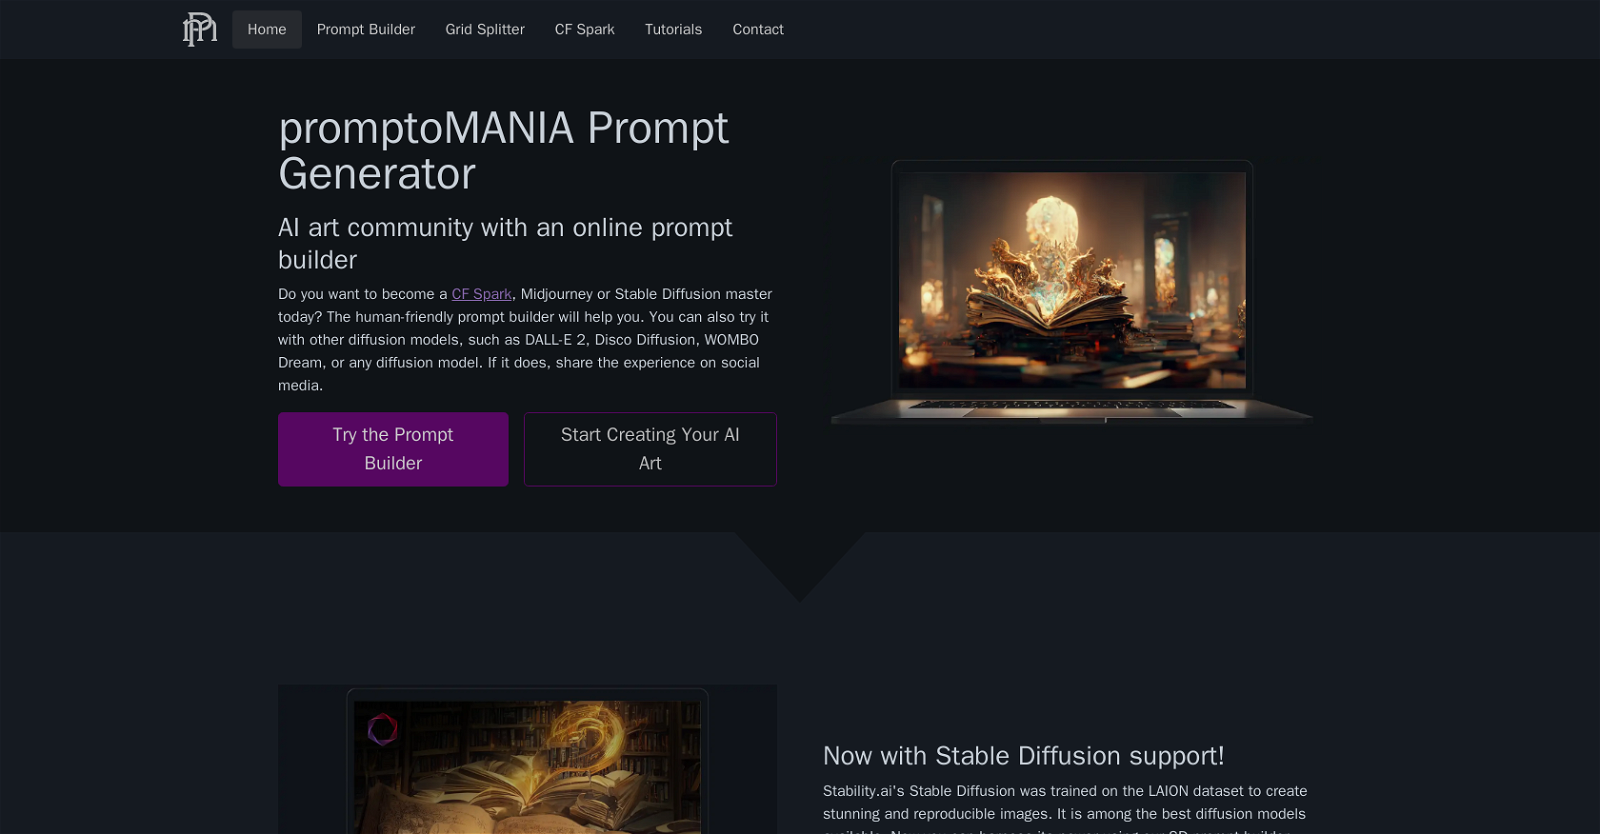 Home Prompt Builder Grid Splitter CF Spark Tutorials Contact
promptoMANIA Prompt
Generator
AI art community with an online prompt
builder
Do you want to become a CF Spark, Midjourney or Stable Diffusion master
today? The human-friendly prompt builder will help you. You can also try it
with other diffusion models, such as DALL-E 2, Disco Diffusion, WOMBO
Dream, or any diffusion model. If it does, share the experience on social
media.
Try the Prompt
Builder
Start Creating Your AI
Art
Now with Stable Diffusion support!
Stability.ai's Stable Diffusion was trained on the LAION dataset to create
stunning and reproducible images. It is among the best diffusion models